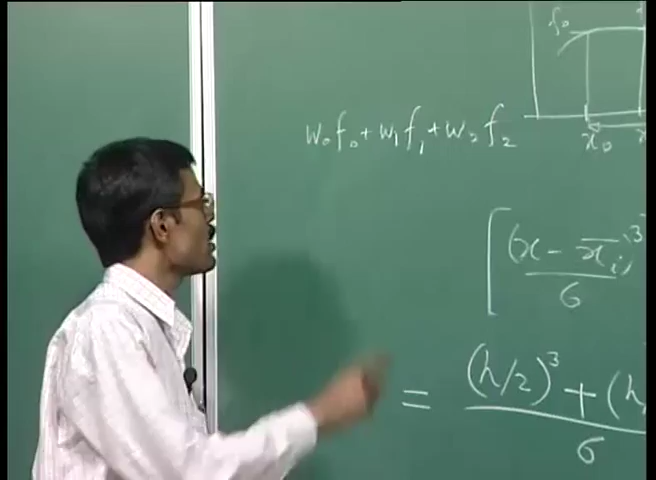 f₀
w₀f₀+w₁f₁+w₂f₂
x₀
[(x - x̅ᵢ)³/6
= (h/2)³ + (h/
6